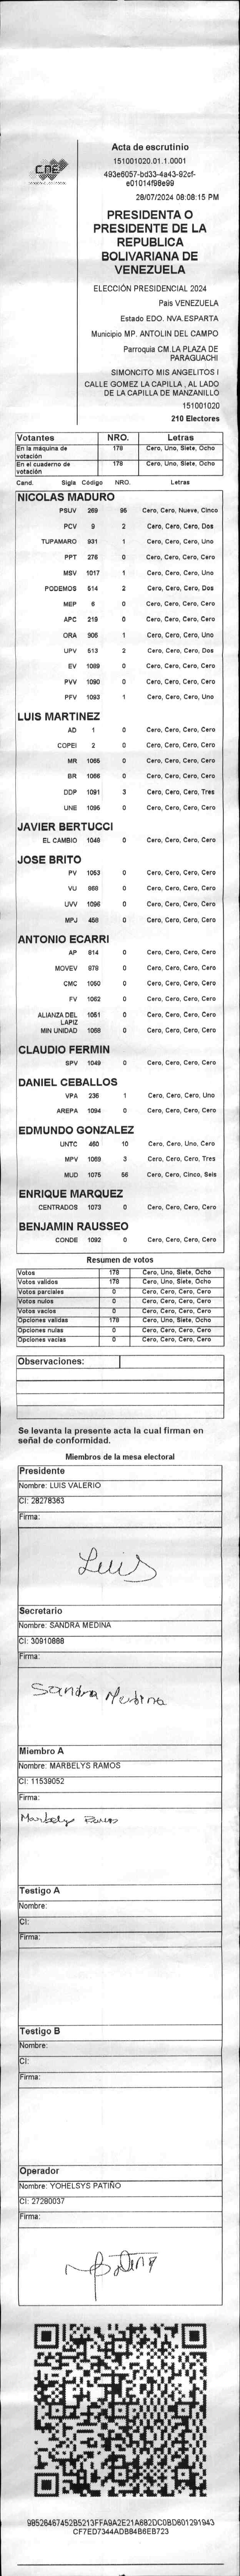 CNE
Acta de escrutinio
151001020.01.1.0001
493e6057-bd33-4a43-92cf-
e01014f98e99
28/07/2024 08:08:15 PM
PRESIDENTA O
PRESIDENTE DE LA
REPUBLICA
BOLIVARIANA DE
VENEZUELA
ELECCIÓN PRESIDENCIAL 2024
Pais VENEZUELA
Estado EDO. NVA.ESPARTA
Municipio MP. ANTOLIN DEL CAMPO
Parroquia CM.LA PLAZA DE
PARAGUACHI
SIMONCITO MIS ANGELITOS I
CALLE GOMEZ LA CAPILLA , AL LADO
DE LA CAPILLA DE MANZANILLO
151001020
210 Electores
Votantes NRO. Letras
En la máquina de votación 178 Cero, Uno, Siete, Ocho
En el cuaderno de votación 178 Cero, Uno, Siete, Ocho
Cand. Sigla Código NRO. Letras
NICOLAS MADURO
PSUV 269 95 Cero, Cero, Nueve, Cinco
PCV 9 2 Cero, Cero, Cero, Dos
TUPAMARO 931 1 Cero, Cero, Cero, Uno
PPT 276 0 Cero, Cero, Cero, Cero
MSV 1017 1 Cero, Cero, Cero, Uno
PODEMOS 514 2 Cero, Cero, Cero, Dos
MEP 6 0 Cero, Cero, Cero, Cero
APC 219 0 Cero, Cero, Cero, Cero
ORA 905 1 Cero, Cero, Cero, Uno
UPV 513 2 Cero, Cero, Cero, Dos
EV 1089 0 Cero, Cero, Cero, Cero
PVV 1090 0 Cero, Cero, Cero, Cero
PFV 1093 1 Cero, Cero, Cero, Uno
LUIS MARTINEZ
AD 1 0 Cero, Cero, Cero, Cero
COPEI 2 0 Cero, Cero, Cero, Cero
MR 1065 0 Cero, Cero, Cero, Cero
BR 1066 0 Cero, Cero, Cero, Cero
DDP 1091 3 Cero, Cero, Cero, Tres
UNE 1095 0 Cero, Cero, Cero, Cero
JAVIER BERTUCCI
EL CAMBIO 1048 0 Cero, Cero, Cero, Cero
JOSE BRITO
PV 1053 0 Cero, Cero, Cero, Cero
VU 868 0 Cero, Cero, Cero, Cero
UVV 1096 0 Cero, Cero, Cero, Cero
MPJ 458 0 Cero, Cero, Cero, Cero
ANTONIO ECARRI
AP 814 0 Cero, Cero, Cero, Cero
MOVEV 879 0 Cero, Cero, Cero, Cero
CMC 1050 0 Cero, Cero, Cero, Cero
FV 1062 0 Cero, Cero, Cero, Cero
ALIANZA DEL LAPIZ 1051 0 Cero, Cero, Cero, Cero
MIN UNIDAD 1068 0 Cero, Cero, Cero, Cero
CLAUDIO FERMIN
SPV 1049 0 Cero, Cero, Cero, Cero
DANIEL CEBALLOS
VPA 236 1 Cero, Cero, Cero, Uno
AREPA 1094 0 Cero, Cero, Cero, Cero
EDMUNDO GONZALEZ
UNTC 460 10 Cero, Cero, Uno, Cero
MPV 1069 3 Cero, Cero, Cero, Tres
MUD 1075 56 Cero, Cero, Cinco, Seis
ENRIQUE MARQUEZ
CENTRADOS 1073 0 Cero, Cero, Cero, Cero
BENJAMIN RAUSSEO
CONDE 1092 0 Cero, Cero, Cero, Cero
Resumen de votos
Votos 178 Cero, Uno, Siete, Ocho
Votos validos 178 Cero, Uno, Siete, Ocho
Votos parciales 0 Cero, Cero, Cero, Cero
Votos nulos 0 Cero, Cero, Cero, Cero
Votos vacios 0 Cero, Cero, Cero, Cero
Opciones validas 178 Cero, Uno, Siete, Ocho
Opciones nulas 0 Cero, Cero, Cero, Cero
Opciones vacias 0 Cero, Cero, Cero, Cero
Observaciones:
Se levanta la presente acta la cual firman en
señal de conformidad.
Miembros de la mesa electoral
Presidente
Nombre: LUIS VALERIO
CI: 28278363
Firma:
Luis
Secretario
Nombre: SANDRA MEDINA
CI: 30910888
Firma:
Sandra Medina
Miembro A
Nombre: MARBELYS RAMOS
CI: 11539052
Firma:
Marbelys Ramos
Testigo A
Nombre:
CI:
Firma:
Testigo B
Nombre:
CI:
Firma:
Operador
Nombre: YOHELSYS PATIÑO
CI: 27280037
Firma:
98526467452B5213FFA9A2E21A682DC0BD601291943
CF7ED7344ADB84B6EB723